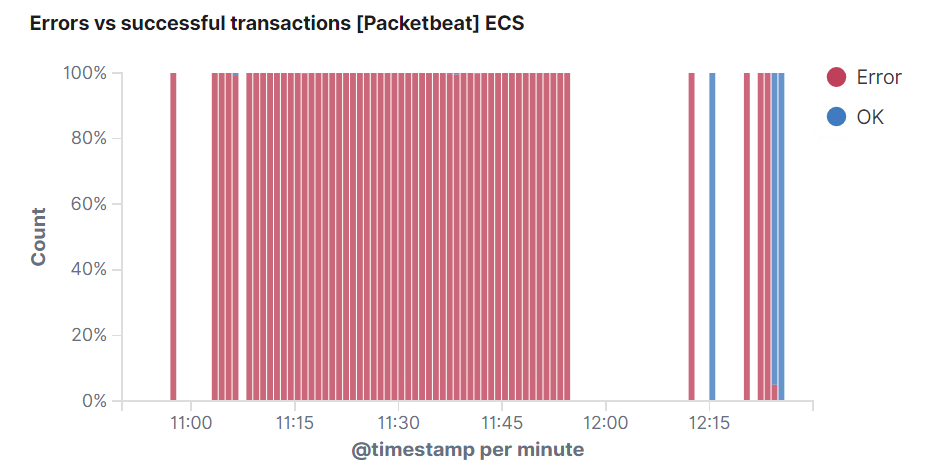 Errors vs successful transactions [Packetbeat] ECS
100%
80%
60%
40%
20%
0%
Count
11:00 11:15 11:30 11:45 12:00 12:15
@timestamp per minute
Error
OK